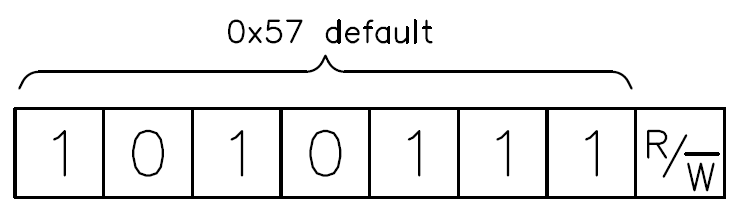 0x57 default
1 0 1 0 1 1 1 R/W̅